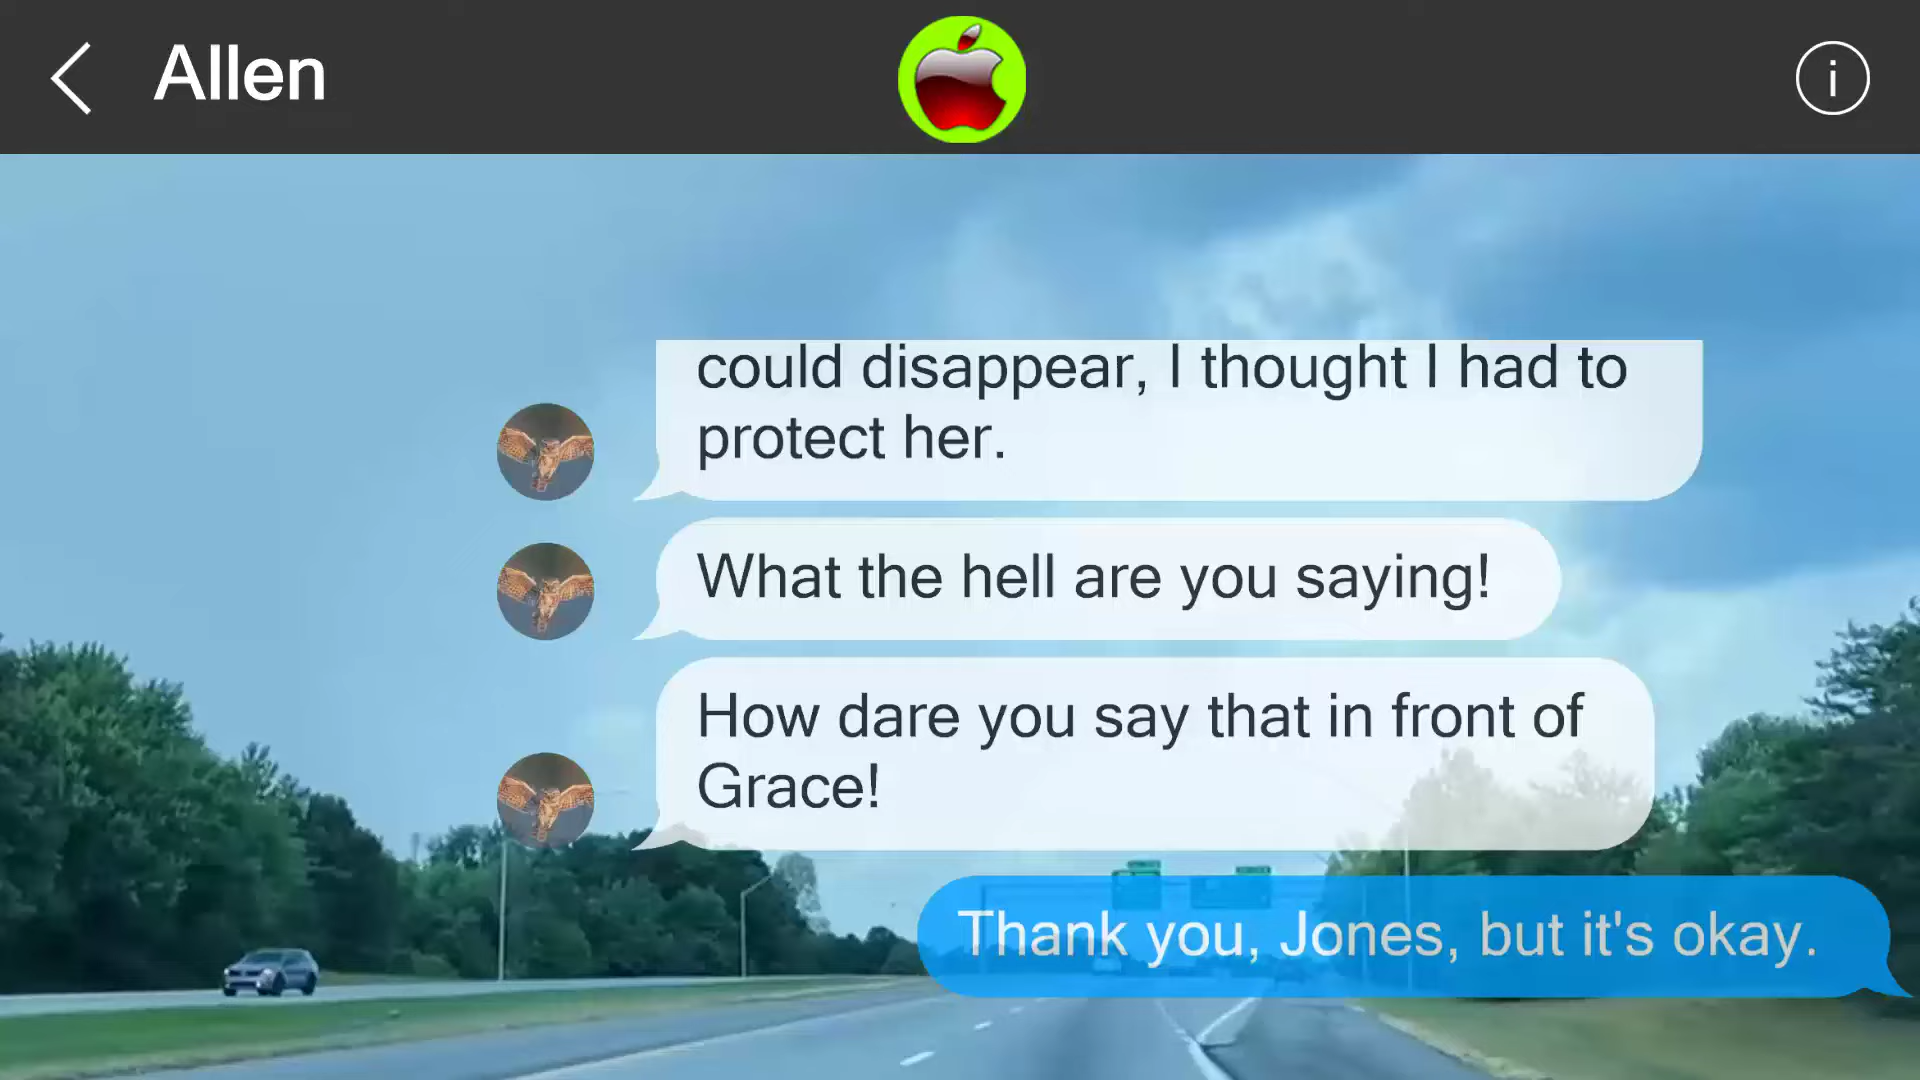 Allen
i
could disappear, I thought I had to
protect her.
What the hell are you saying!
How dare you say that in front of
Grace!
Thank you, Jones, but it's okay.